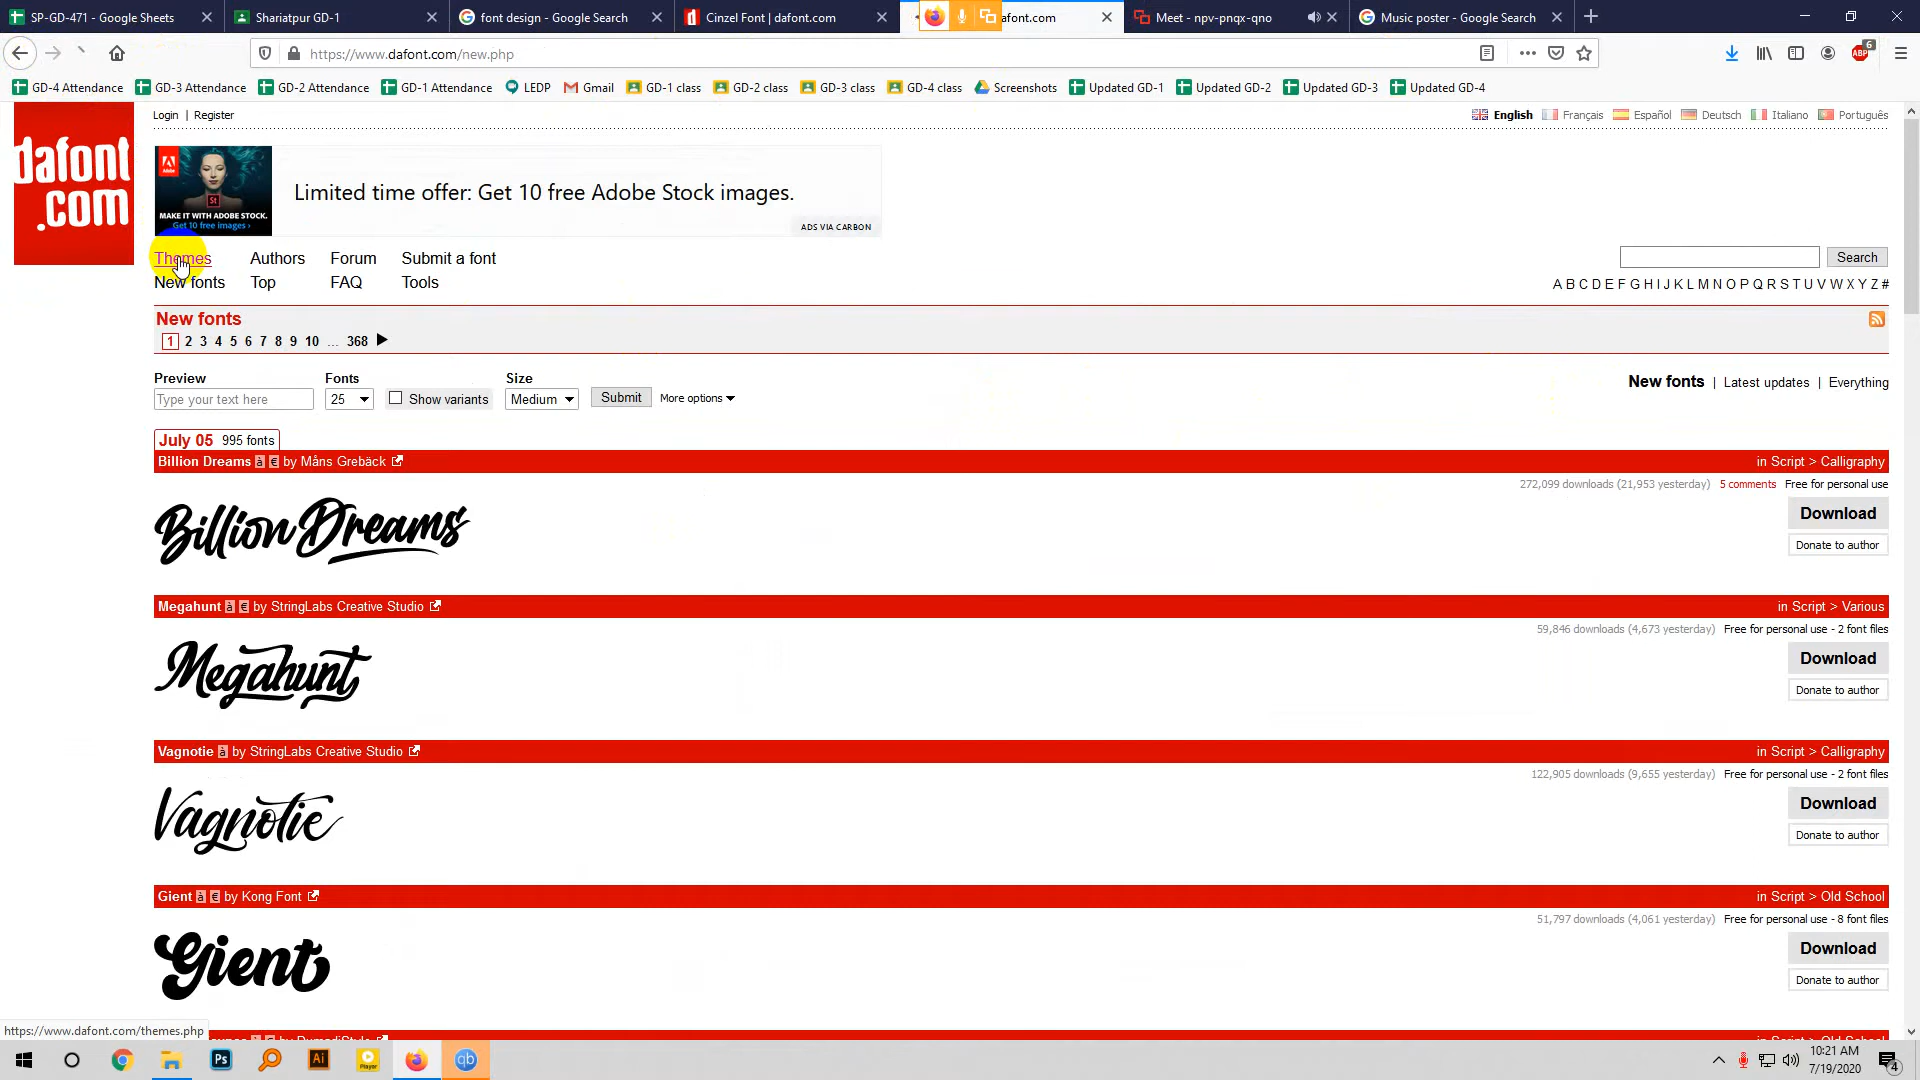 SP-GD-471 - Google Sheets
Shariatpur GD-1
font design - Google Search
Cinzel Font | dafont.com
afont.com
Meet - npv-pnqx-qno
Music poster - Google Search
https://www.dafont.com/new.php
6
GD-4 Attendance
GD-3 Attendance
GD-2 Attendance
GD-1 Attendance
LEDP
Gmail
GD-1 class
GD-2 class
GD-3 class
GD-4 class
Screenshots
Updated GD-1
Updated GD-2
Updated GD-3
Updated GD-4
dafont
.com
Login | Register
English Français Español Deutsch Italiano Português
St
MAKE IT WITH ADOBE STOCK.
Get 10 free images ›
Limited time offer: Get 10 free Adobe Stock images.
ADS VIA CARBON
Themes Authors Forum Submit a font
New fonts Top FAQ Tools
Search
A B C D E F G H I J K L M N O P Q R S T U V W X Y Z #
New fonts
1 2 3 4 5 6 7 8 9 10 ... 368
Preview Fonts Size
Type your text here 25 Show variants Medium Submit More options
New fonts | Latest updates | Everything
July 05 995 fonts
Billion Dreams à € by Måns Grebäck in Script > Calligraphy
272,099 downloads (21,953 yesterday) 5 comments Free for personal use
Billion Dreams
Download
Donate to author
Megahunt à € by StringLabs Creative Studio in Script > Various
59,846 downloads (4,673 yesterday) Free for personal use - 2 font files
Megahunt
Download
Donate to author
Vagnotie à by StringLabs Creative Studio in Script > Calligraphy
122,905 downloads (9,655 yesterday) Free for personal use - 2 font files
Vagnotie
Download
Donate to author
Gient à € by Kong Font in Script > Old School
51,797 downloads (4,061 yesterday) Free for personal use - 8 font files
Gient
Download
Donate to author
https://www.dafont.com/themes.php
Ps
Ai
Player
qb
10:21 AM
7/19/2020
4